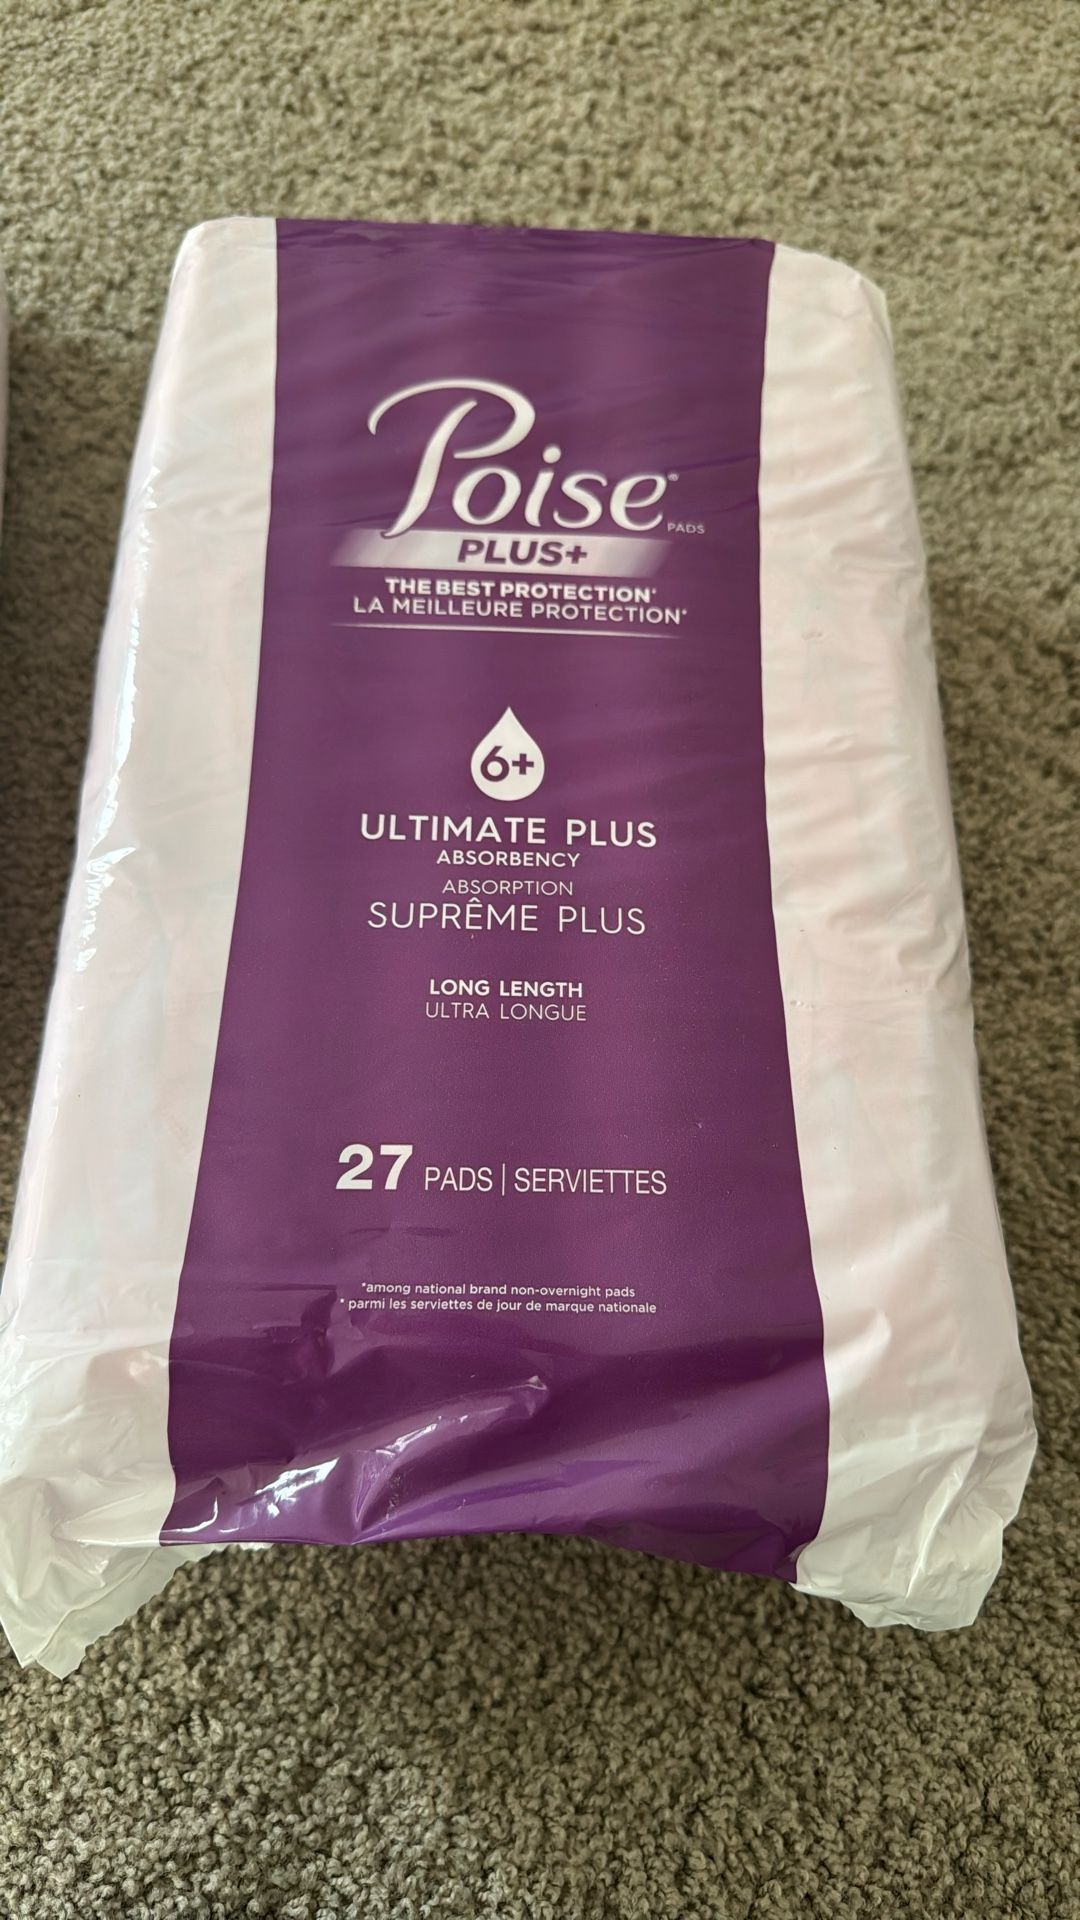 Poise®
PADS
PLUS+
THE BEST PROTECTION*
LA MEILLEURE PROTECTION*
6+
ULTIMATE PLUS
ABSORBENCY
ABSORPTION
SUPRÊME PLUS
LONG LENGTH
ULTRA LONGUE
27 PADS | SERVIETTES
*among national brand non-overnight pads
* parmi les serviettes de jour de marque nationale